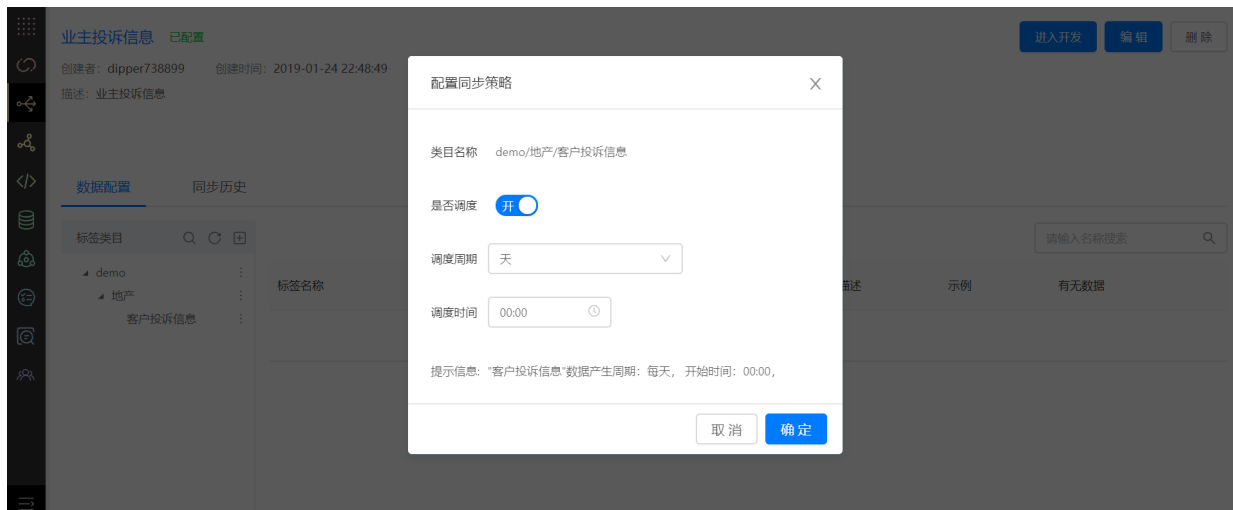 业主投诉信息 已配置
进入开发 编辑 删除
创建者：dipper738899 创建时间：2019-01-24 22:48:49
描述：业主投诉信息
配置同步策略
类目名称 demo/地产/客户投诉信息
是否调度 开
调度周期 天
调度时间 00:00
提示信息："客户投诉信息"数据产生周期：每天， 开始时间：00:00，
取消 确定
数据配置 同步历史
标签类目
请输入名称搜索
demo
地产
客户投诉信息
标签名称 描述 示例 有无数据